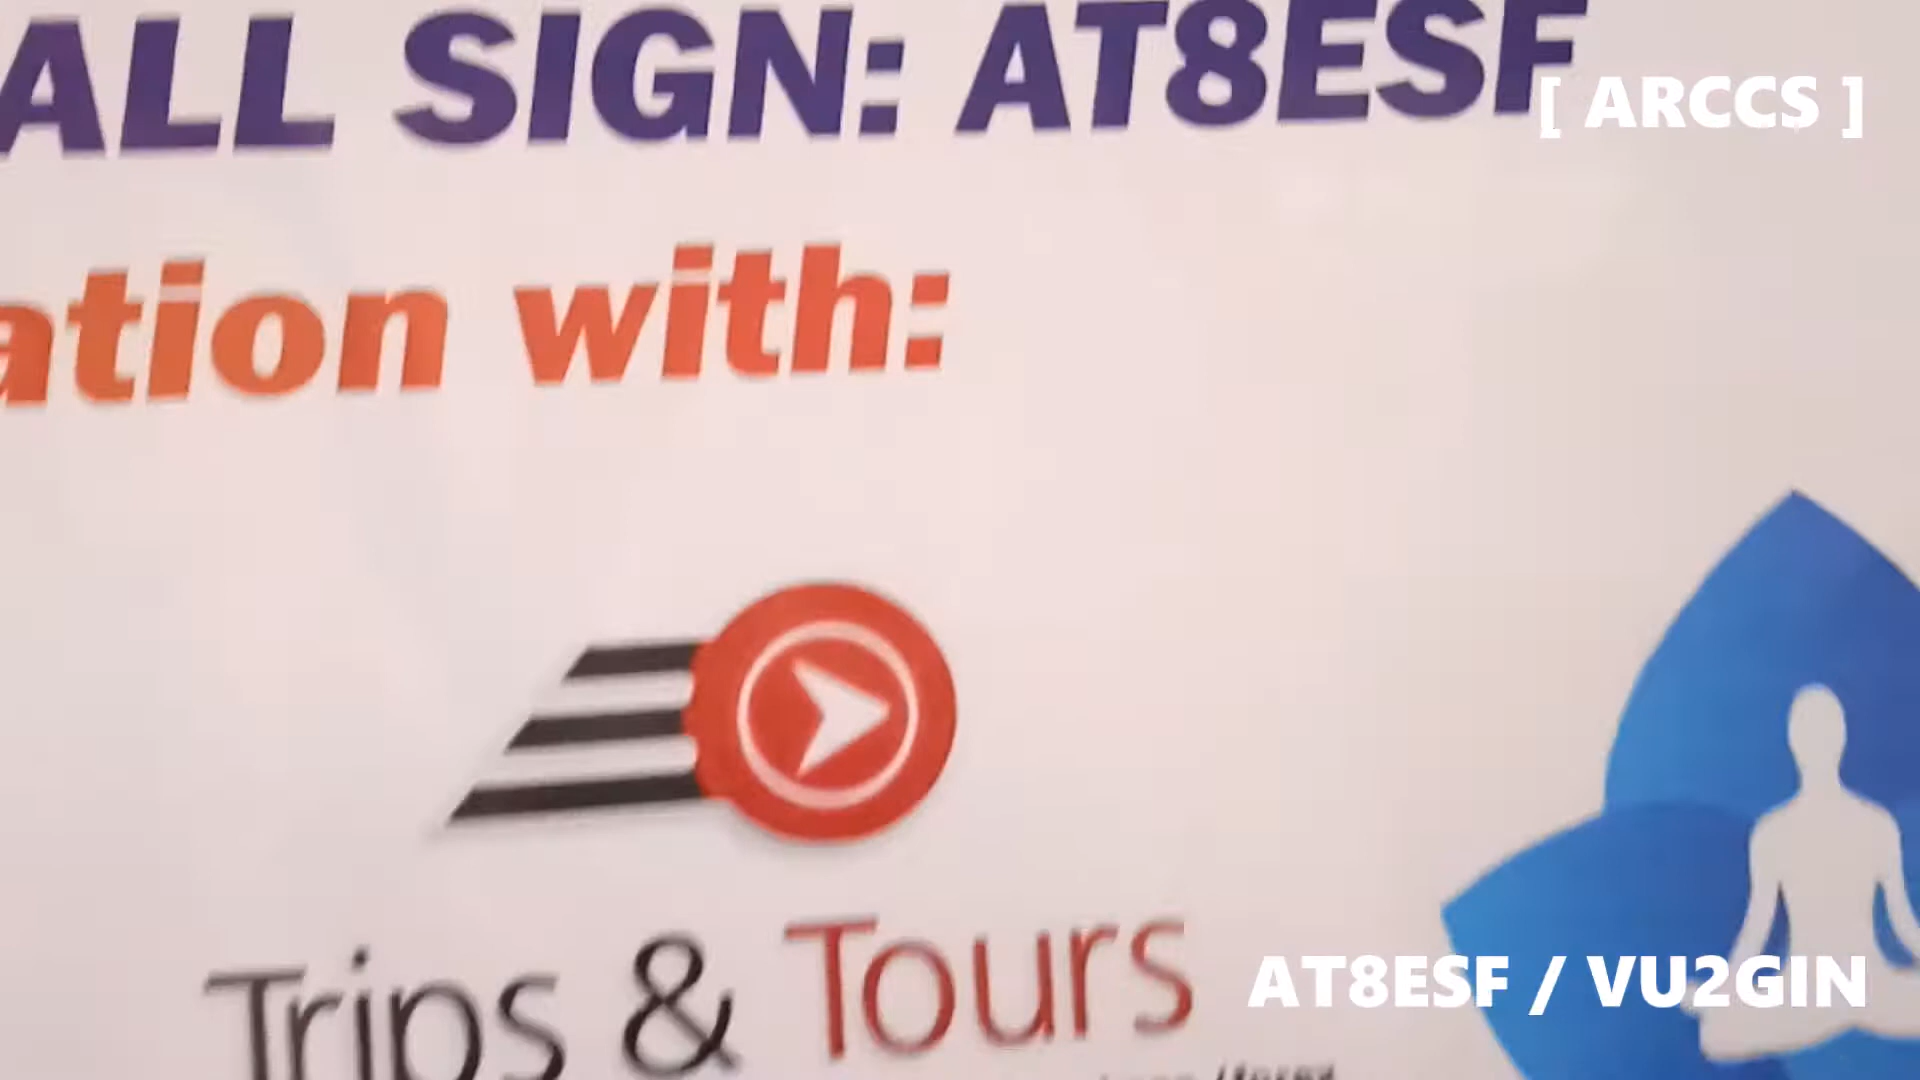 ALL SIGN: AT8ESF
[ ARCCS ]
ation with:
Trips & Tours
AT8ESF / VU2GIN